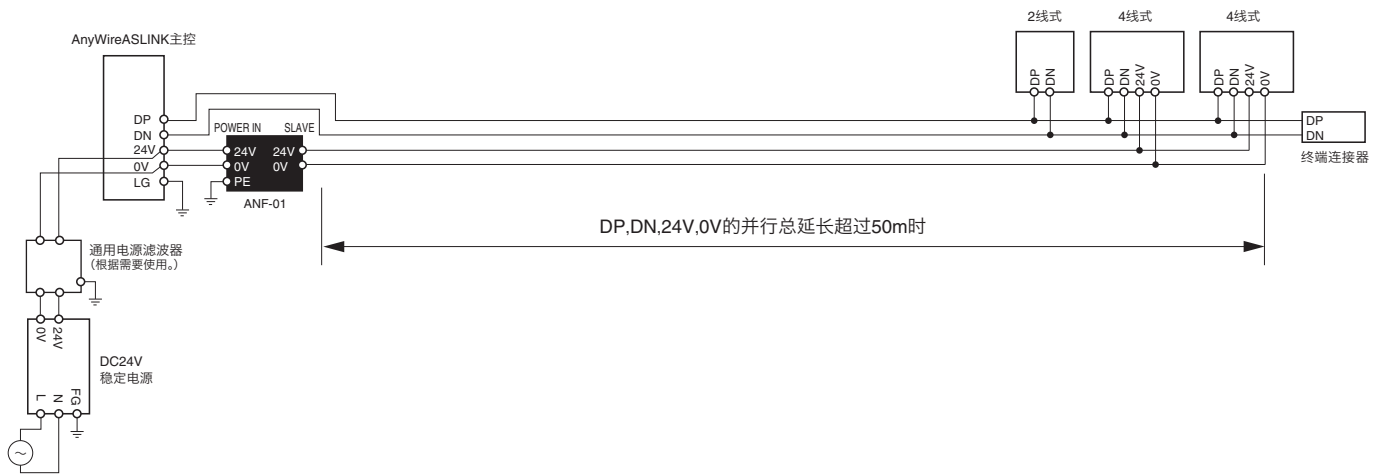 2线式
4线式
4线式
AnyWireASLINK主控
DP
DN
DP
DN
24V
0V
DP
DN
24V
0V
DP
DN
24V
0V
LG
POWER IN
SLAVE
24V
0V
PE
24V
0V
ANF-01
DP
DN
终端连接器
DP,DN,24V,0V的并行总延长超过50m时
通用电源滤波器
（根据需要使用。）
0V
24V
DC24V
稳定电源
L
N
FG